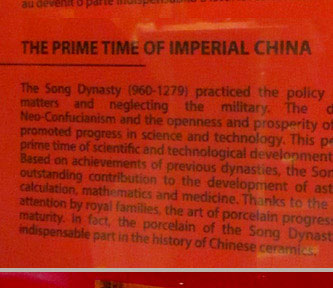 au devenir o parte indispensabilă a istoriei
THE PRIME TIME OF IMPERIAL CHINA
The Song Dynasty (960-1279) practiced the policy
matters and neglecting the military. The
Neo-Confucianism and the openness and prosperity of
promoted progress in science and technology. This
prime time of scientific and technological development
Based on achievements of previous dynasties, the
outstanding contribution to the development of
calculation, mathematics and medicine. Thanks to the
attention by royal families, the art of porcelain
maturity. In fact, the porcelain of the Song
indispensable part in the history of Chinese ceramics.